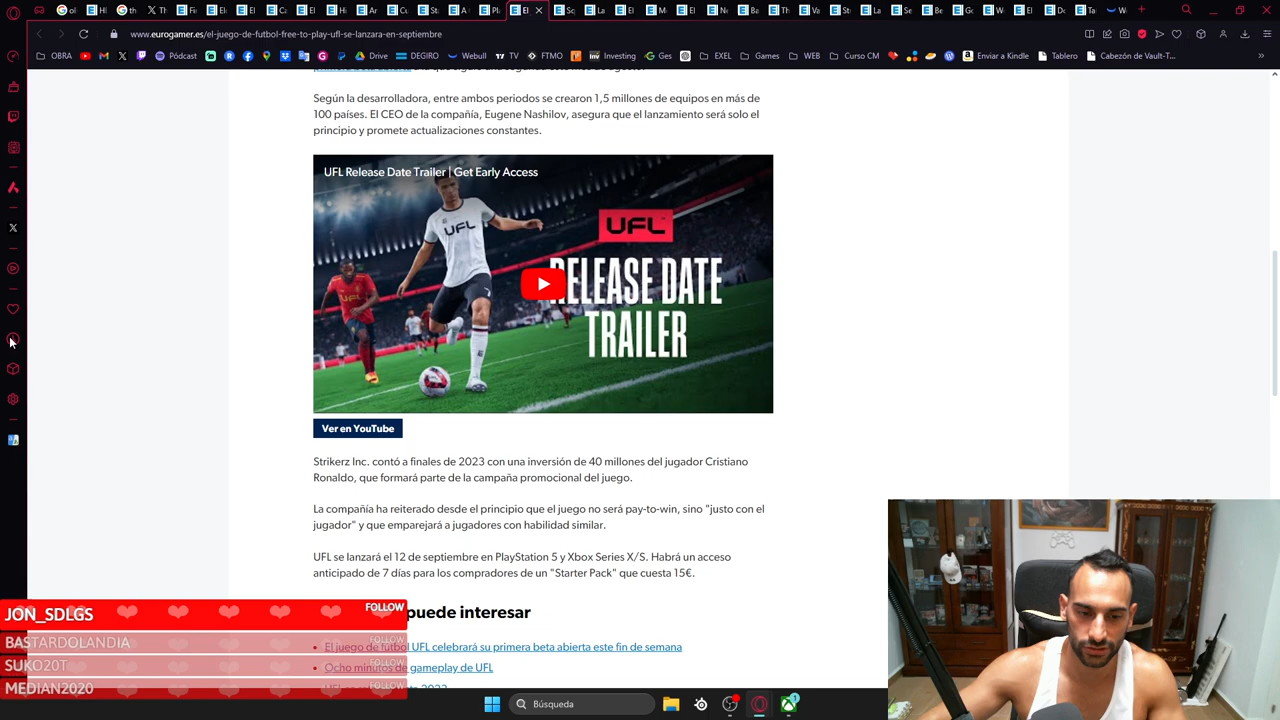 www.eurogamer.es/el-juego-de-futbol-free-to-play-ufl-se-lanzara-en-septiembre
OBRA
Pódcast
Drive
DEGIRO
Webull
TV
FTMO
Investing
Ges
EXEL
Games
WEB
Curso CM
Enviar a Kindle
Tablero
Cabezón de Vault-T...
Según la desarrolladora, entre ambos periodos se crearon 1,5 millones de equipos en más de
100 países. El CEO de la compañía, Eugene Nashilov, asegura que el lanzamiento será solo el
principio y promete actualizaciones constantes.
UFL Release Date Trailer | Get Early Access
UFL
RELEASE DATE
TRAILER
UFL
Ver en YouTube
Strikerz Inc. contó a finales de 2023 con una inversión de 40 millones del jugador Cristiano
Ronaldo, que formará parte de la campaña promocional del juego.
La compañía ha reiterado desde el principio que el juego no será pay-to-win, sino "justo con el
jugador" y que emparejará a jugadores con habilidad similar.
UFL se lanzará el 12 de septiembre en PlayStation 5 y Xbox Series X/S. Habrá un acceso
anticipado de 7 días para los compradores de un "Starter Pack" que cuesta 15€.
puede interesar
El juego de fútbol UFL celebrará su primera beta abierta este fin de semana
Ocho minutos de gameplay de UFL
JON_SDLGS
FOLLOW
BASTARDOLANDIA
FOLLOW
SUKO20T
FOLLOW
MEDIAN2020
FOLLOW
Búsqueda